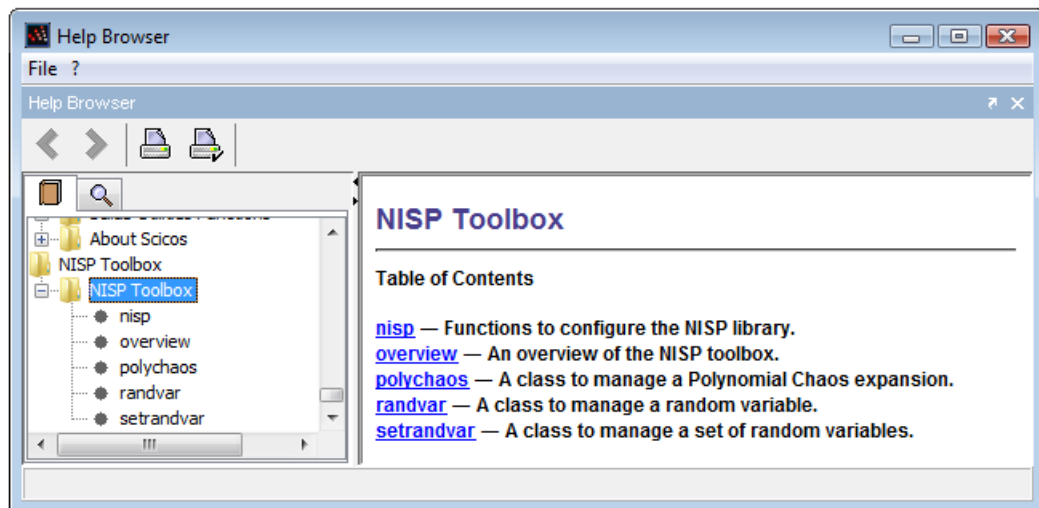 Help Browser
File ?
Help Browser
About Scicos
NISP Toolbox
NISP Toolbox
nisp
overview
polychaos
randvar
setrandvar
NISP Toolbox
Table of Contents
nisp — Functions to configure the NISP library.
overview — An overview of the NISP toolbox.
polychaos — A class to manage a Polynomial Chaos expansion.
randvar — A class to manage a random variable.
setrandvar — A class to manage a set of random variables.